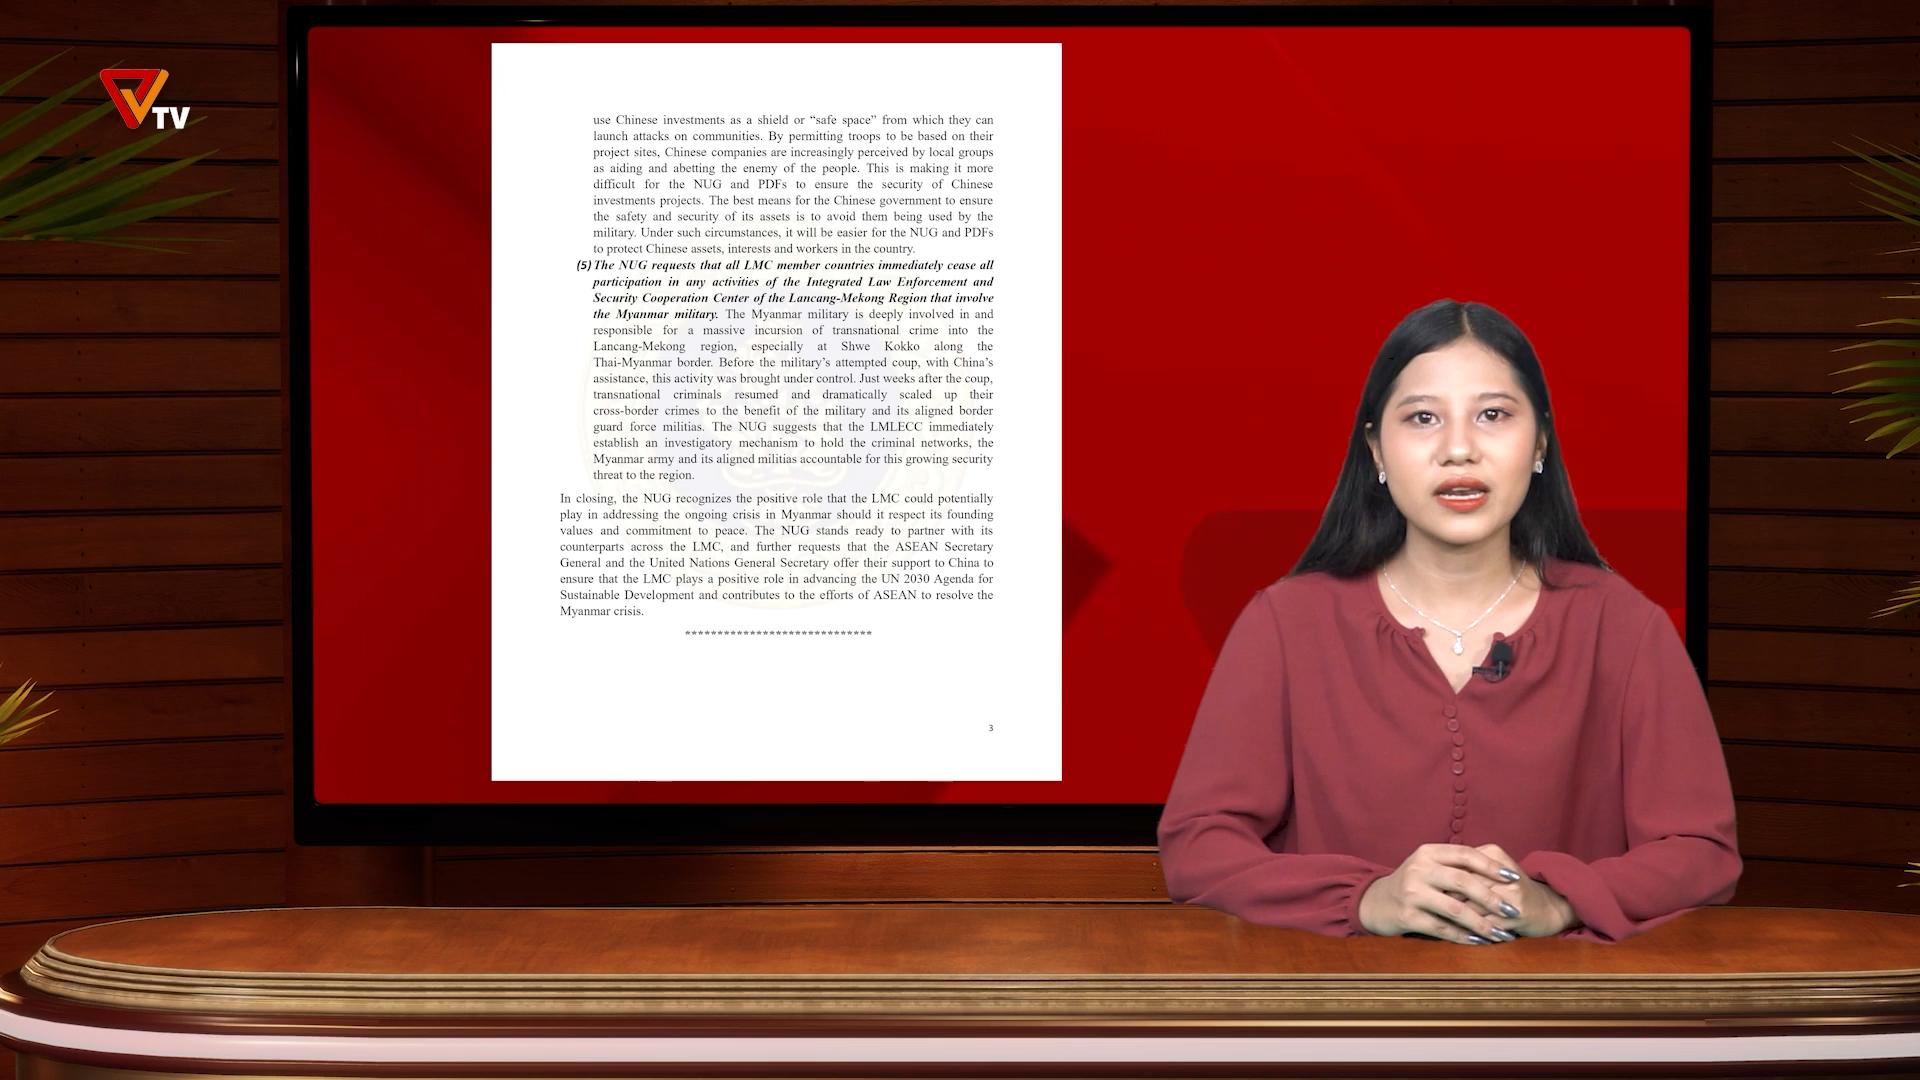 TV
use Chinese investments as a shield or “safe space” from which they can
launch attacks on communities. By permitting troops to be based on their
project sites, Chinese companies are increasingly perceived by local groups
as aiding and abetting the enemy of the people. This is making it more
difficult for the NUG and PDFs to ensure the security of Chinese
investments projects. The best means for the Chinese government to ensure
the safety and security of its assets is to avoid them being used by the
military. Under such circumstances, it will be easier for the NUG and PDFs
to protect Chinese assets, interests and workers in the country.
(5) The NUG requests that all LMC member countries immediately cease all
participation in any activities of the Integrated Law Enforcement and
Security Cooperation Center of the Lancang-Mekong Region that involve
the Myanmar military. The Myanmar military is deeply involved in and
responsible for a massive incursion of transnational crime into the
Lancang-Mekong region, especially at Shwe Kokko along the
Thai-Myanmar border. Before the military’s attempted coup, with China’s
assistance, this activity was brought under control. Just weeks after the coup,
transnational criminals resumed and dramatically scaled up their
cross-border crimes to the benefit of the military and its aligned border
guard force militias. The NUG suggests that the LMLECC immediately
establish an investigatory mechanism to hold the criminal networks, the
Myanmar army and its aligned militias accountable for this growing security
threat to the region.
In closing, the NUG recognizes the positive role that the LMC could potentially
play in addressing the ongoing crisis in Myanmar should it respect its founding
values and commitment to peace. The NUG stands ready to partner with its
counterparts across the LMC, and further requests that the ASEAN Secretary
General and the United Nations General Secretary offer their support to China to
ensure that the LMC plays a positive role in advancing the UN 2030 Agenda for
Sustainable Development and contributes to the efforts of ASEAN to resolve the
Myanmar crisis.
*****************************
3